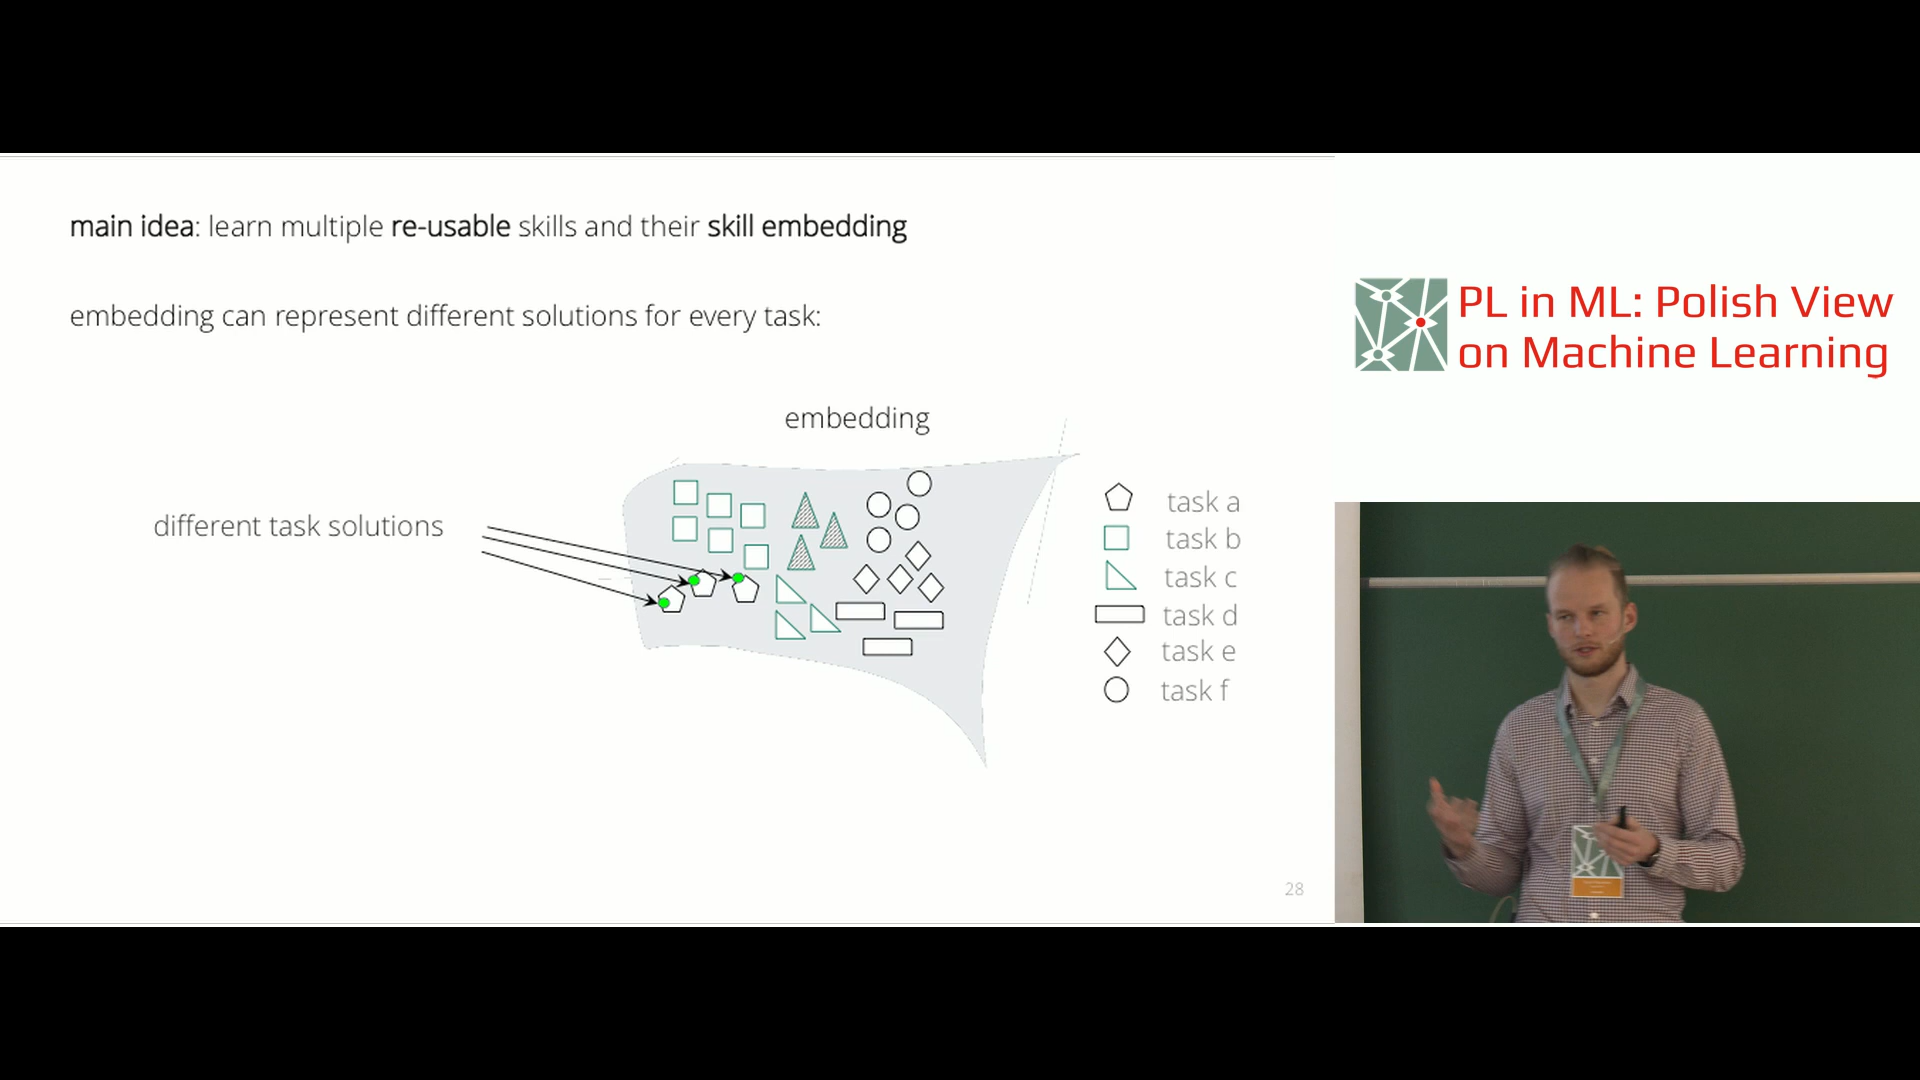 main idea: learn multiple re-usable skills and their skill embedding
embedding can represent different solutions for every task:
embedding
different task solutions
task a
task b
task c
task d
task e
task f
28
PL in ML: Polish View
on Machine Learning